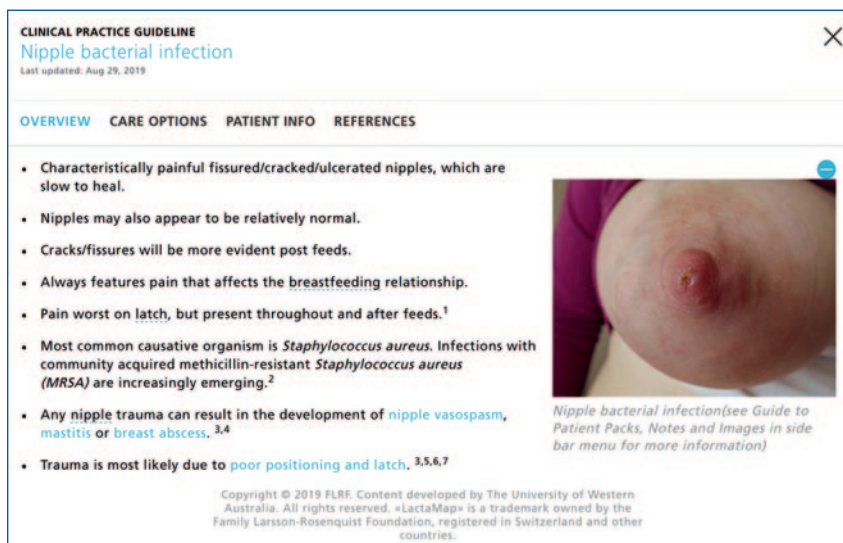 CLINICAL PRACTICE GUIDELINE
Nipple bacterial infection
Last updated: Aug 29, 2019
OVERVIEW CARE OPTIONS PATIENT INFO REFERENCES
• Characteristically painful fissured/cracked/ulcerated nipples, which are
slow to heal.
• Nipples may also appear to be relatively normal.
• Cracks/fissures will be more evident post feeds.
• Always features pain that affects the breastfeeding relationship.
• Pain worst on latch, but present throughout and after feeds.1
• Most common causative organism is Staphylococcus aureus. Infections with
community acquired methicillin-resistant Staphylococcus aureus
(MRSA) are increasingly emerging.2
• Any nipple trauma can result in the development of nipple vasospasm,
mastitis or breast abscess. 3,4
• Trauma is most likely due to poor positioning and latch. 3,5,6,7
Nipple bacterial infection(see Guide to
Patient Packs, Notes and Images in side
bar menu for more information)
Copyright © 2019 FLRF. Content developed by The University of Western
Australia. All rights reserved. «LactaMap» is a trademark owned by the
Family Larsson-Rosenquist Foundation, registered in Switzerland and other
countries.